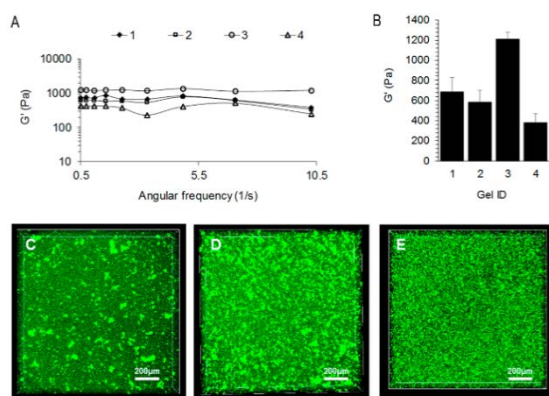 A
1 2 3 4
G' (Pa)
10000
1000
100
10
0.5 5.5 10.5
Angular frequency (1/s)
B
G' (Pa)
1400
1200
1000
800
600
400
200
0
1 2 3 4
Gel ID
C D E
200µm 200µm 200µm